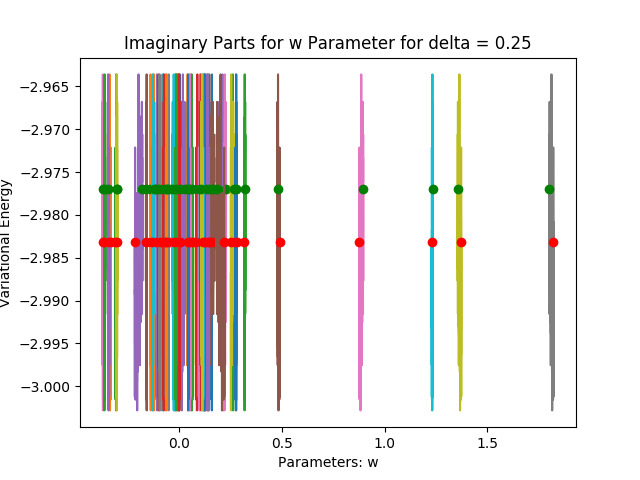 Imaginary Parts for w Parameter for delta = 0.25
Variational Energy
−2.965
−2.970
−2.975
−2.980
−2.985
−2.990
−2.995
−3.000
0.0 0.5 1.0 1.5
Parameters: w